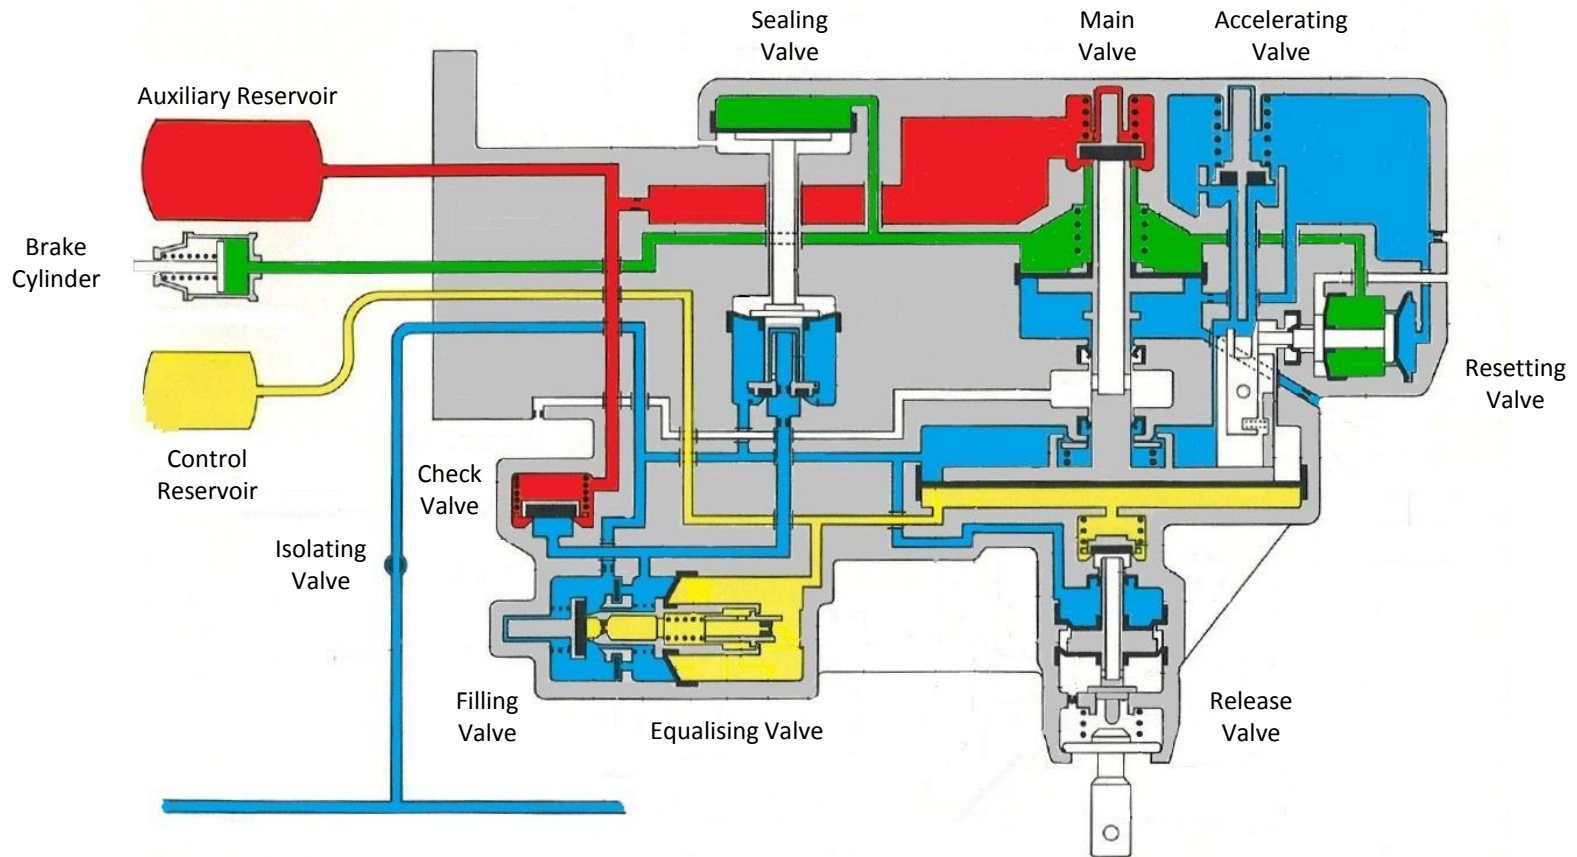 Sealing
Valve
Main
Valve
Accelerating
Valve
Auxiliary Reservoir
Brake
Cylinder
Resetting
Valve
Control
Reservoir
Check
Valve
Isolating
Valve
Filling
Valve
Equalising Valve
Release
Valve